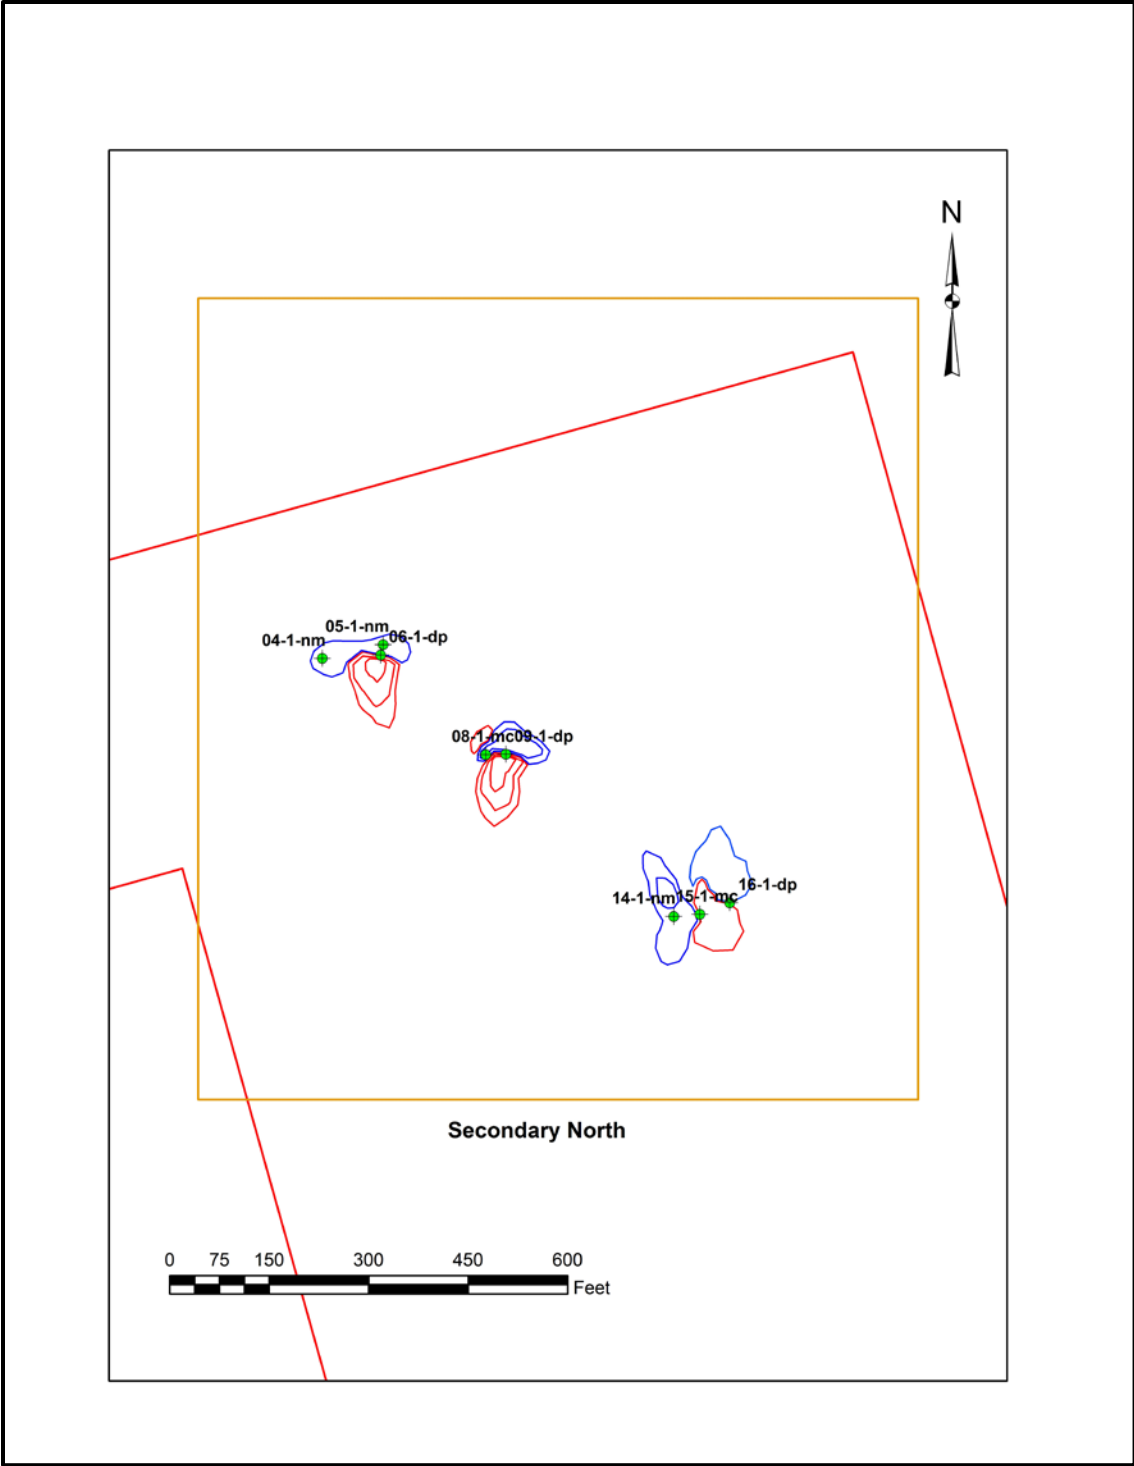 N
05-1-nm
04-1-nm
06-1-dp
08-1-mc09-1-dp
16-1-dp
14-1-nm15-1-mc
Secondary North
0 75 150 300 450 600
Feet